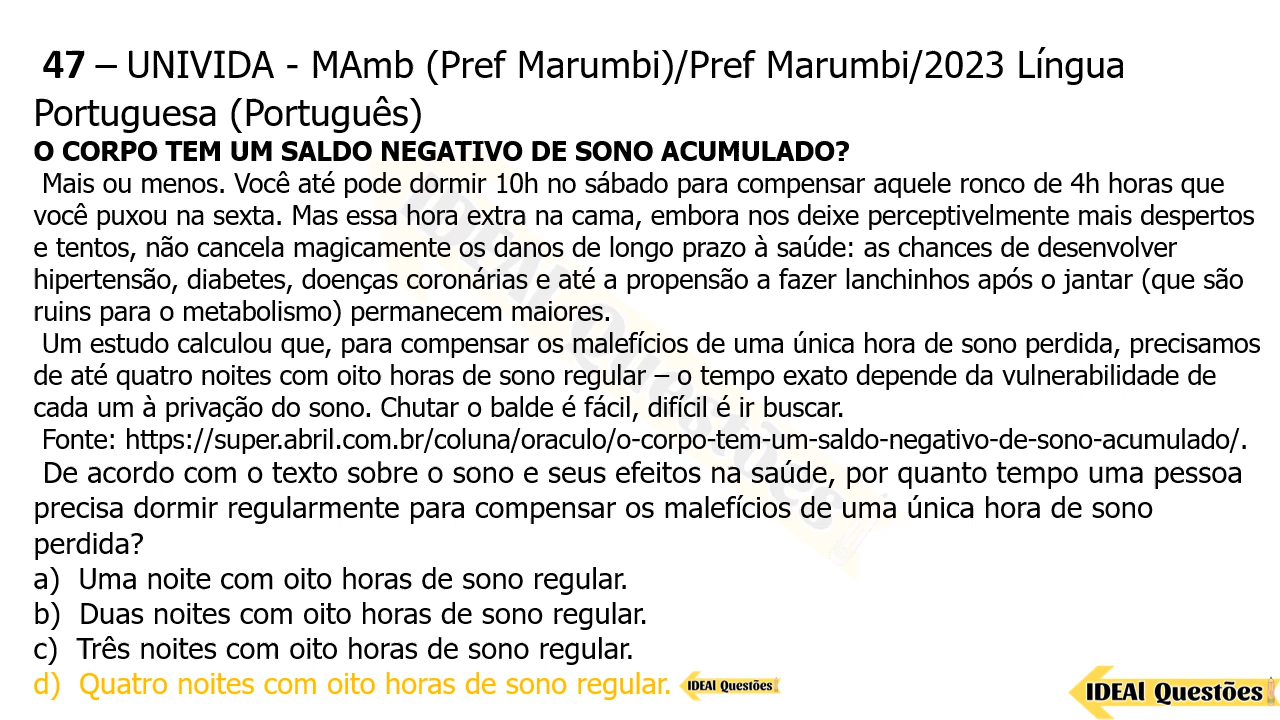 47 – UNIVIDA - MAmb (Pref Marumbi)/Pref Marumbi/2023 Língua
Portuguesa (Português)
O CORPO TEM UM SALDO NEGATIVO DE SONO ACUMULADO?
Mais ou menos. Você até pode dormir 10h no sábado para compensar aquele ronco de 4h horas que
você puxou na sexta. Mas essa hora extra na cama, embora nos deixe perceptivelmente mais despertos
e tentos, não cancela magicamente os danos de longo prazo à saúde: as chances de desenvolver
hipertensão, diabetes, doenças coronárias e até a propensão a fazer lanchinhos após o jantar (que são
ruins para o metabolismo) permanecem maiores.
Um estudo calculou que, para compensar os malefícios de uma única hora de sono perdida, precisamos
de até quatro noites com oito horas de sono regular – o tempo exato depende da vulnerabilidade de
cada um à privação do sono. Chutar o balde é fácil, difícil é ir buscar.
Fonte: https://super.abril.com.br/coluna/oraculo/o-corpo-tem-um-saldo-negativo-de-sono-acumulado/.
De acordo com o texto sobre o sono e seus efeitos na saúde, por quanto tempo uma pessoa
precisa dormir regularmente para compensar os malefícios de uma única hora de sono
perdida?
a) Uma noite com oito horas de sono regular.
b) Duas noites com oito horas de sono regular.
c) Três noites com oito horas de sono regular.
d) Quatro noites com oito horas de sono regular. IDEAl Questões
IDEAl Questões
IDEAl Questões